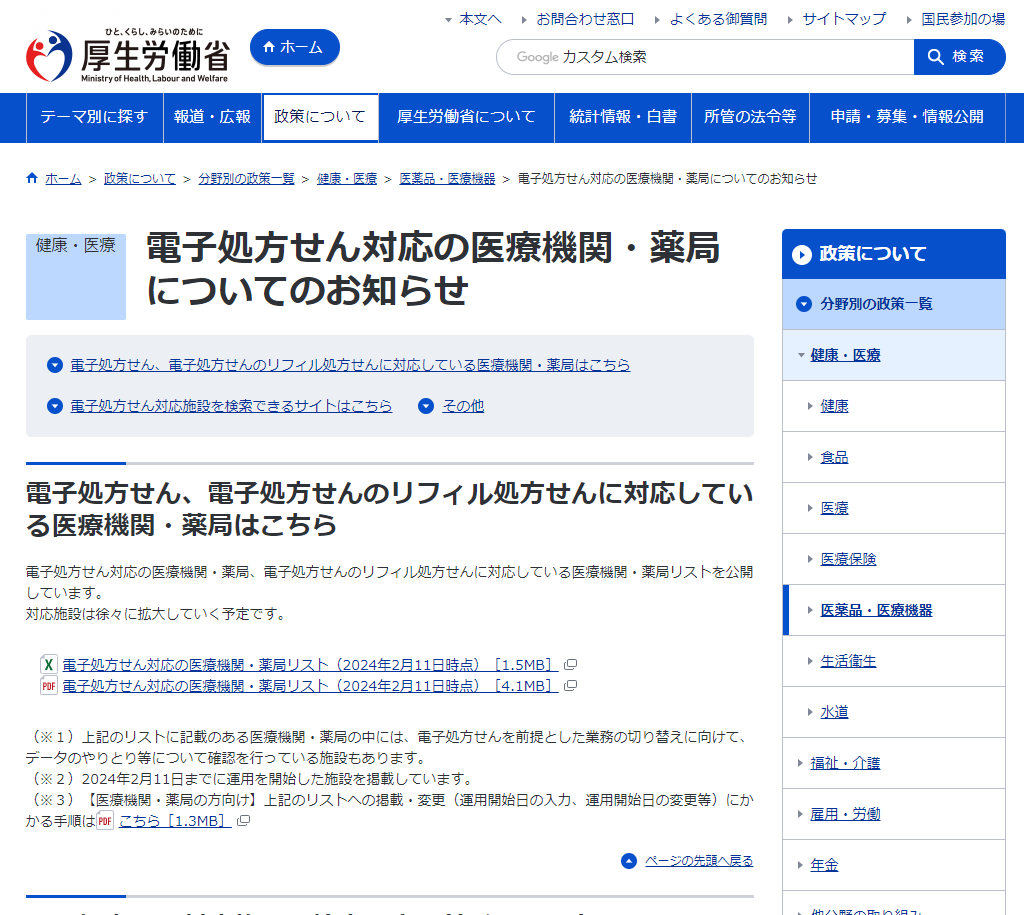 本文へ
お問合わせ窓口
よくある御質問
サイトマップ
国民参加の場
ひと、くらし、みらいのために
厚生労働省
Ministry of Health, Labour and Welfare
ホーム
Google カスタム検索
検索
テーマ別に探す
報道・広報
政策について
厚生労働省について
統計情報・白書
所管の法令等
申請・募集・情報公開
ホーム > 政策について > 分野別の政策一覧 > 健康・医療 > 医薬品・医療機器 > 電子処方せん対応の医療機関・薬局についてのお知らせ
健康・医療
電子処方せん対応の医療機関・薬局
についてのお知らせ
電子処方せん、電子処方せんのリフィル処方せんに対応している医療機関・薬局はこちら
電子処方せん対応施設を検索できるサイトはこちら
その他
電子処方せん、電子処方せんのリフィル処方せんに対応してい
る医療機関・薬局はこちら
電子処方せん対応の医療機関・薬局、電子処方せんのリフィル処方せんに対応している医療機関・薬局リストを公開
しています。
対応施設は徐々に拡大していく予定です。
電子処方せん対応の医療機関・薬局リスト（2024年2月11日時点）［1.5MB］
PDF 電子処方せん対応の医療機関・薬局リスト（2024年2月11日時点）［4.1MB］
（※１）上記のリストに記載のある医療機関・薬局の中には、電子処方せんを前提とした業務の切り替えに向けて、
データのやりとり等について確認を行っている施設もあります。
（※２）2024年2月11日までに運用を開始した施設を掲載しています。
（※３）【医療機関・薬局の方向け】上記のリストへの掲載・変更（運用開始日の入力、運用開始日の変更等）にか
かる手順はPDF こちら［1.3MB］
ページの先頭へ戻る
政策について
分野別の政策一覧
健康・医療
健康
食品
医療
医療保険
医薬品・医療機器
生活衛生
水道
福祉・介護
雇用・労働
年金
他分野の取り組み